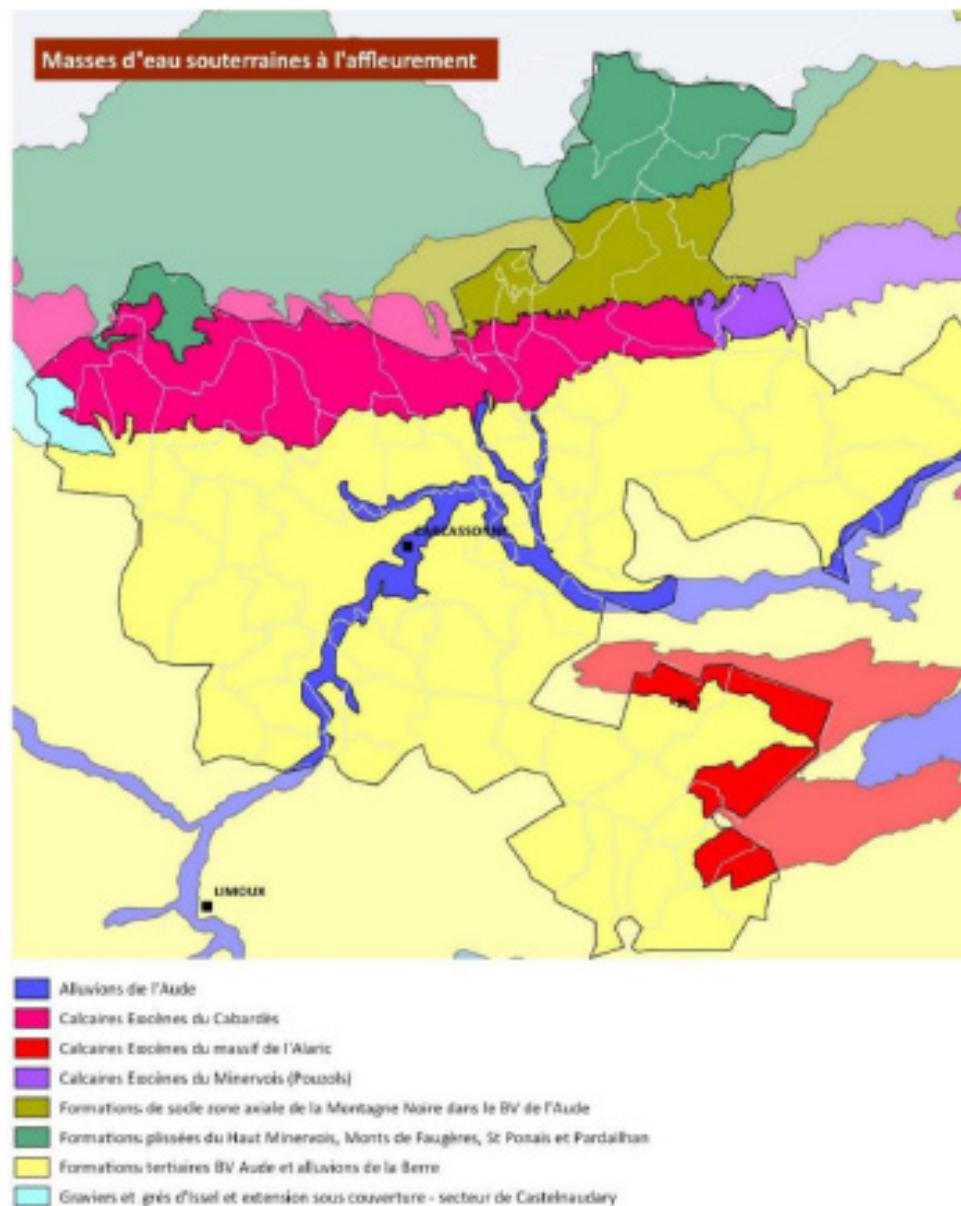 Masses d"eau souterraines à l'affleurement
CARCASSONNE
LIMOUX
Alluvions de l'Aude
Calcaires Eocènes du Cabardès
Calcaires Eocènes du massif de l'Alaric
Calcaires Eocènes du Minervois (Pouzols)
Formations de socle zone axiale de la Montagne Noire dans le BV de l'Aude
Formations plissées du Haut Minervois, Monts de Faugères, St Ponais et Pardailhan
Formations tertiaires BV Aude et alluvions de la Berre
Graviers et grés d'Issel et extension sous couverture - secteur de Castelnaudary